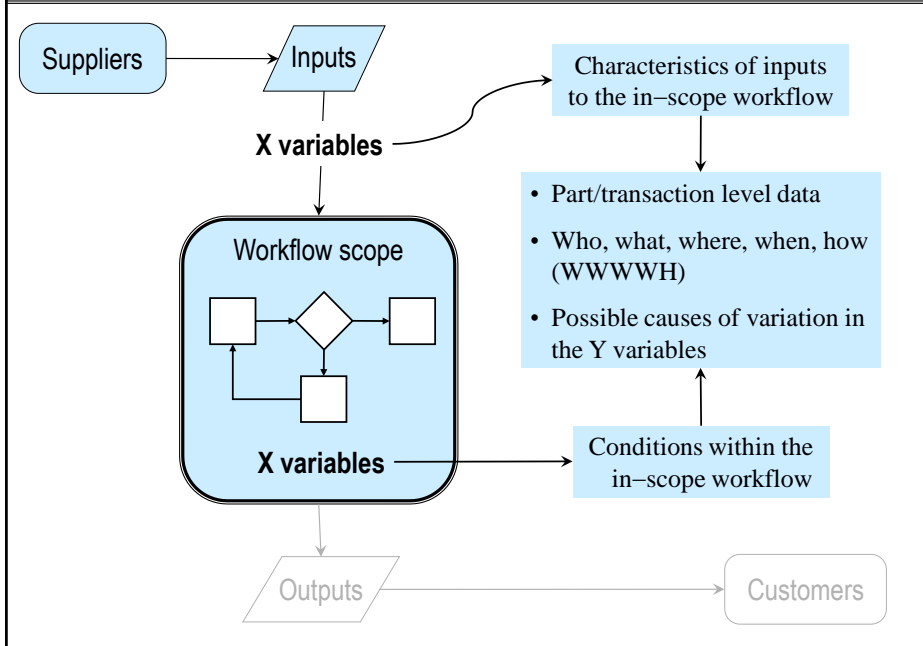 Suppliers
Inputs
Characteristics of inputs
to the in−scope workflow
X variables
• Part/transaction level data
• Who, what, where, when, how
(WWWWH)
• Possible causes of variation in
the Y variables
Workflow scope
X variables
Conditions within the
in−scope workflow
Outputs
Customers